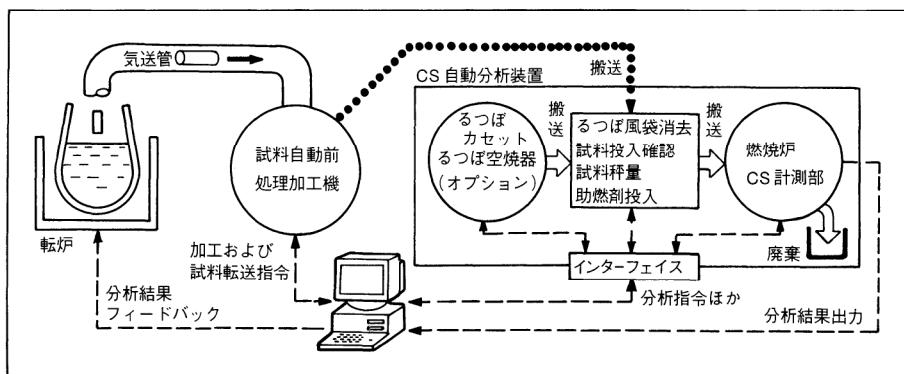 気送管
搬送
CS自動分析装置
試料自動前
処理加工機
るつぼ
カセット
るつぼ空焼器
(オプション)
搬送
るつぼ風袋消去
試料投入確認
試料秤量
助燃剤投入
搬送
燃焼炉
CS計測部
廃棄
転炉
加工および
試料転送指令
インターフェイス
分析指令ほか
分析結果
フィードバック
分析結果出力